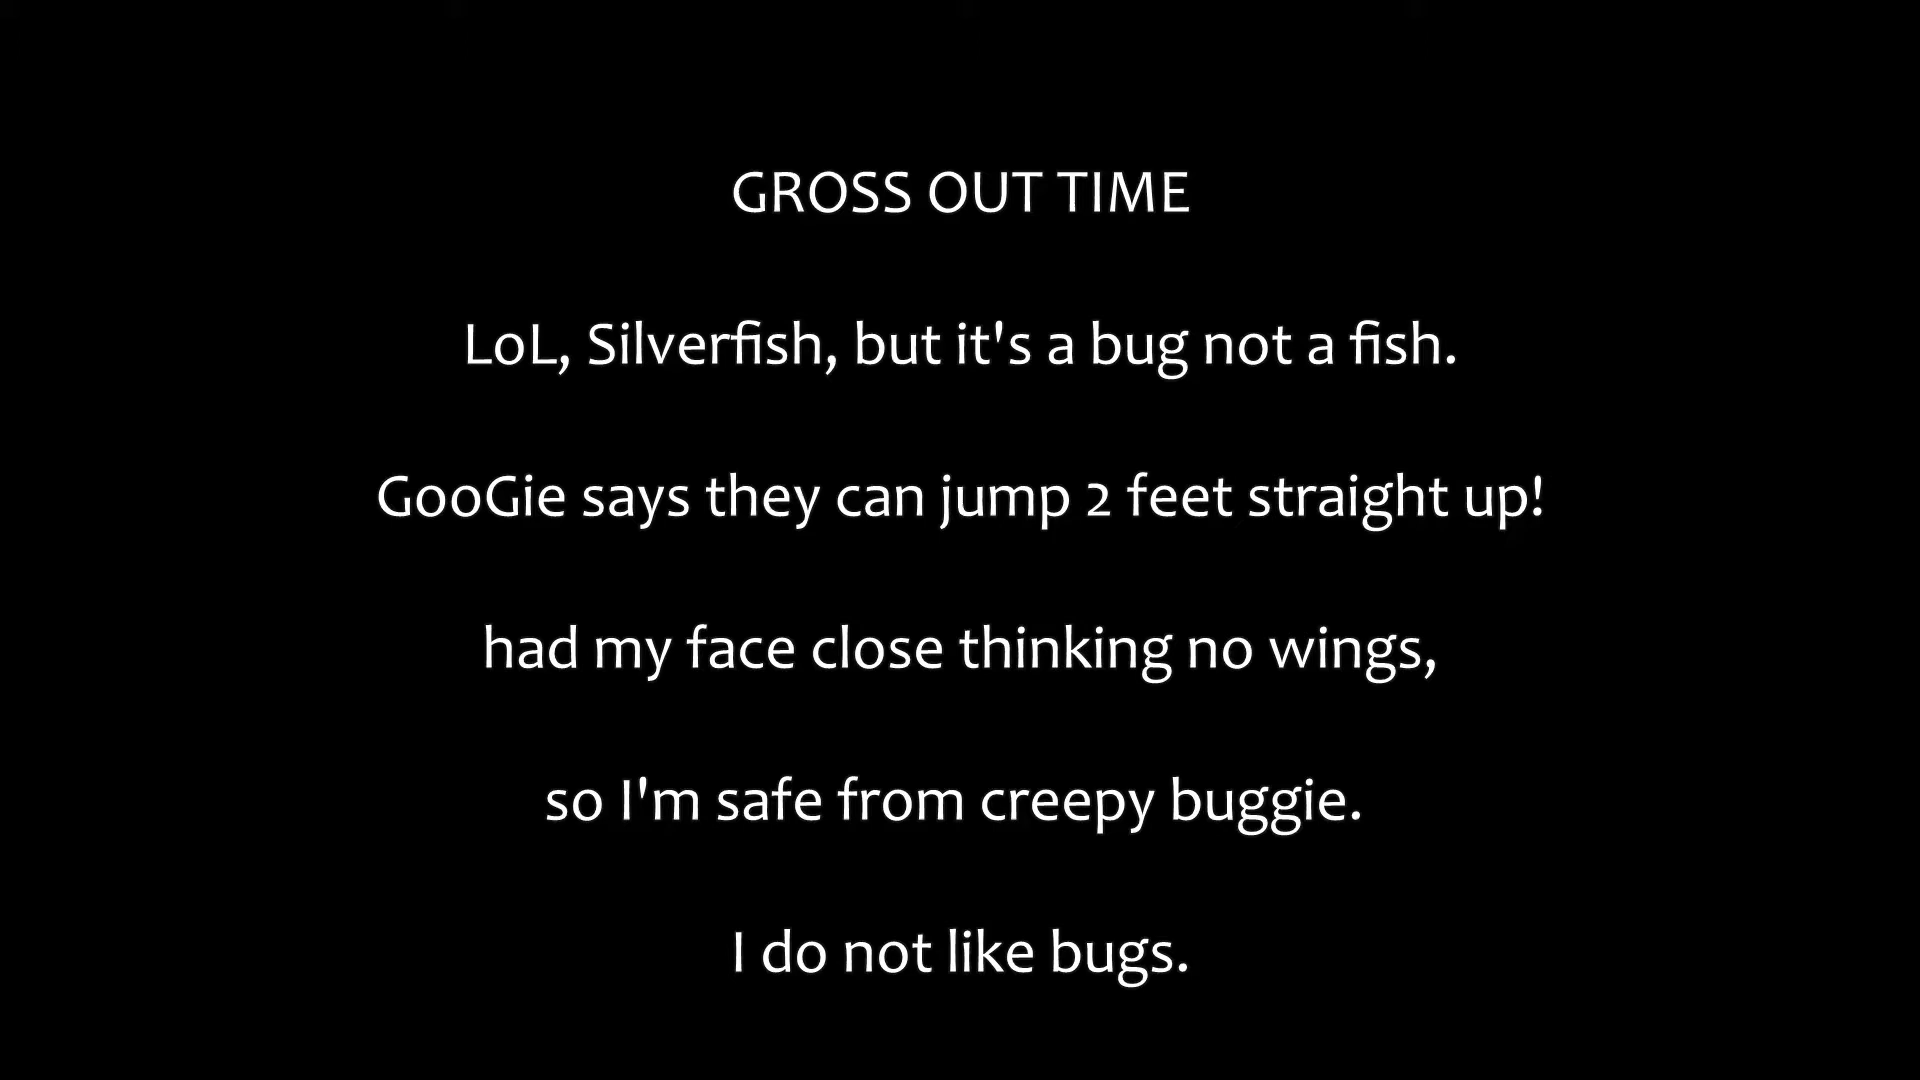 GROSS OUT TIME
LoL, Silverfish, but it's a bug not a fish.
GooGie says they can jump 2 feet straight up!
had my face close thinking no wings,
so I'm safe from creepy buggie.
I do not like bugs.